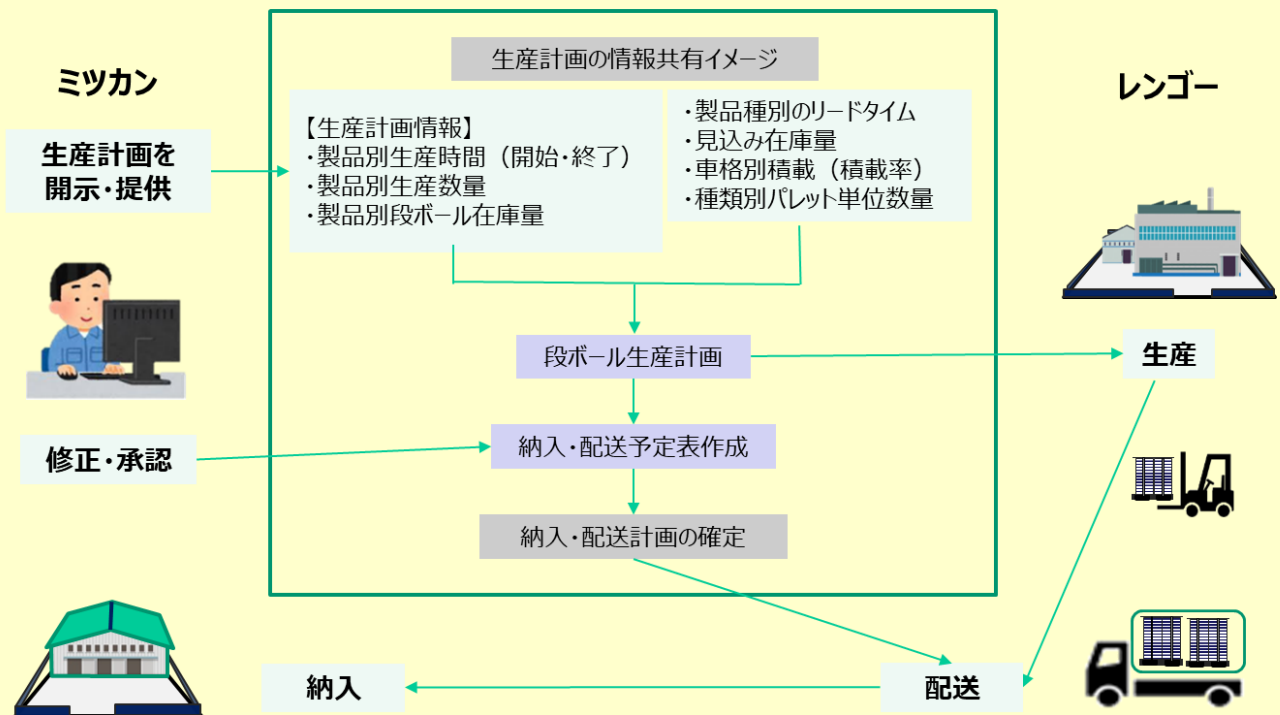 生産計画の情報共有イメージ
ミツカン
レンゴー
生産計画を
開示・提供
【生産計画情報】
・製品別生産時間（開始・終了）
・製品別生産数量
・製品別段ボール在庫量
・製品種別のリードタイム
・見込み在庫量
・車格別積載（積載率）
・種類別パレット単位数量
段ボール生産計画
生産
修正・承認
納入・配送予定表作成
納入・配送計画の確定
納入
配送